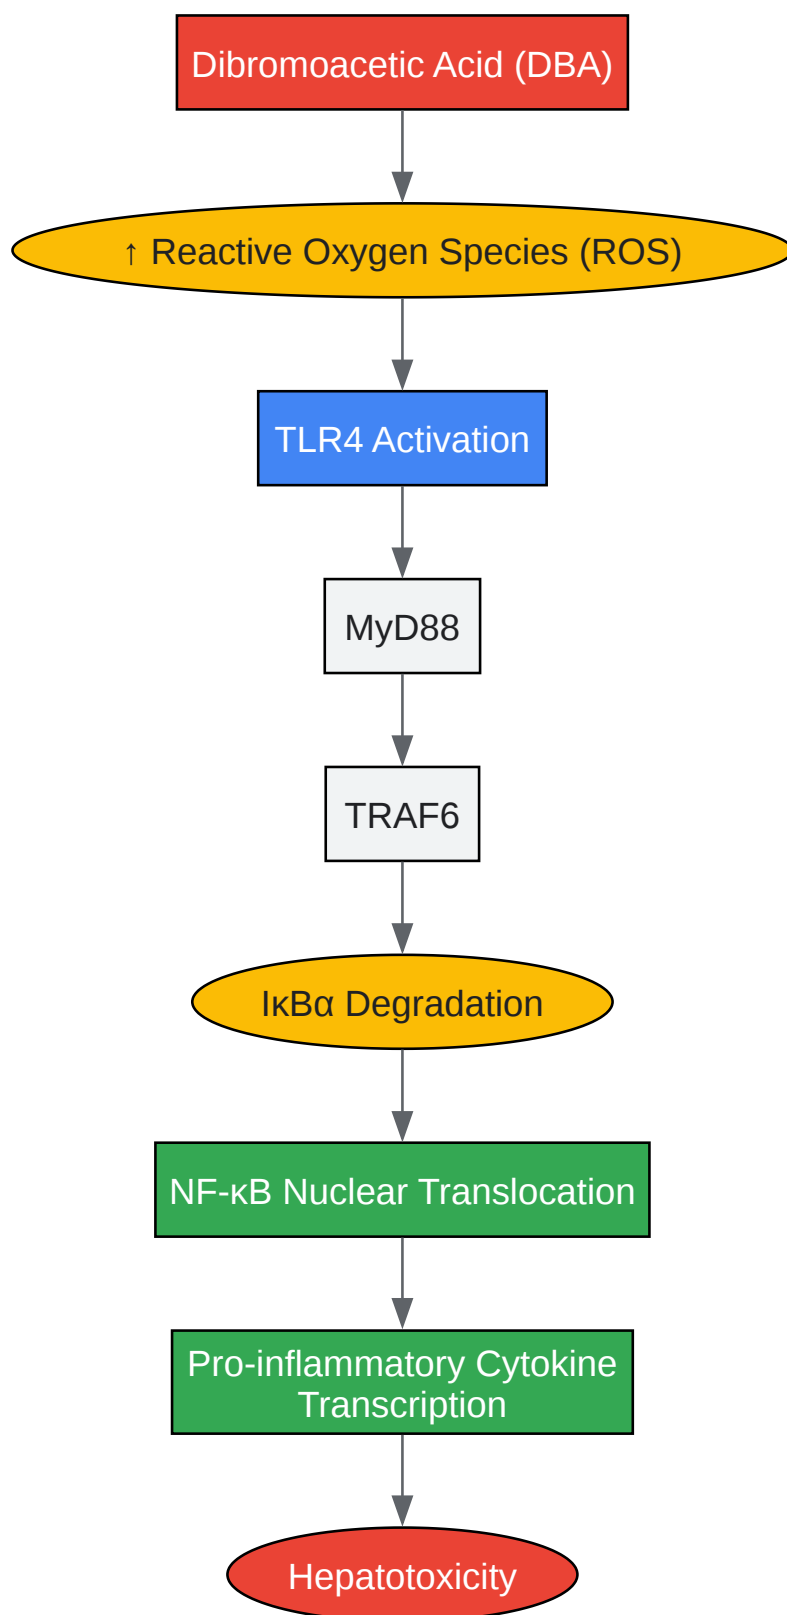 Dibromoacetic Acid (DBA)
↑ Reactive Oxygen Species (ROS)
TLR4 Activation
MyD88
TRAF6
IκBα Degradation
NF-κB Nuclear Translocation
Pro-inflammatory Cytokine
Transcription
Hepatotoxicity